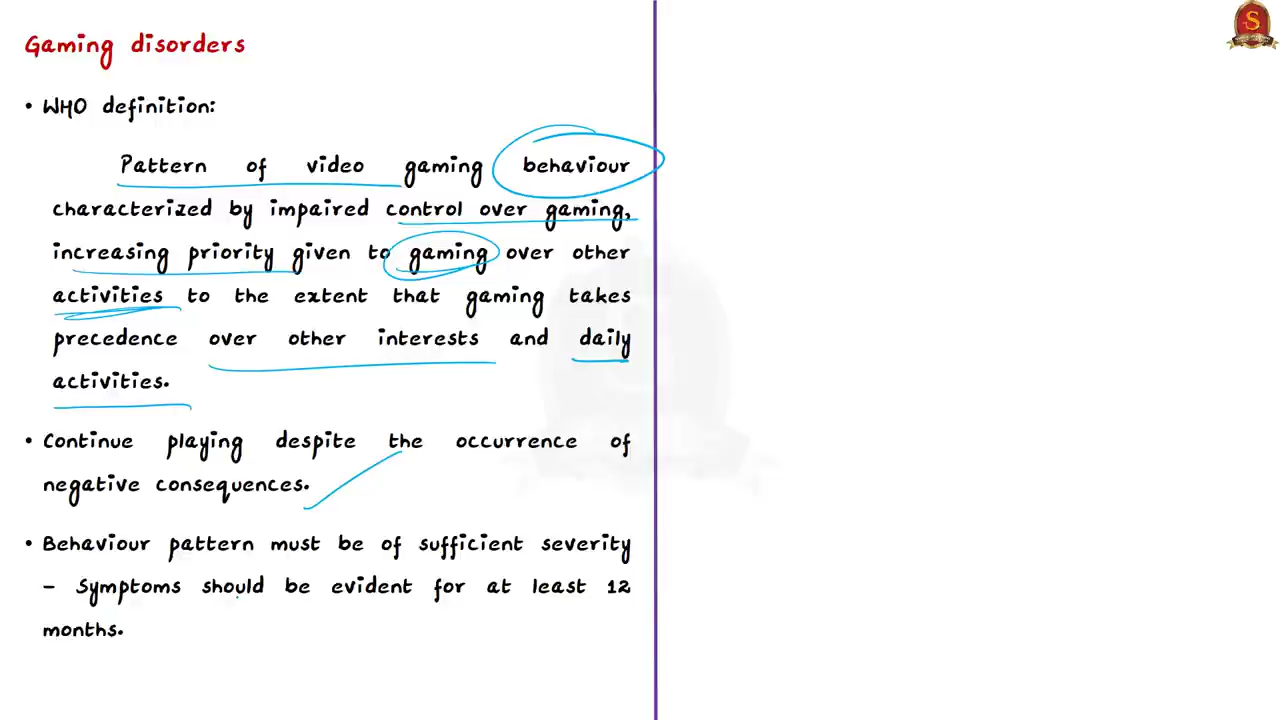 Gaming disorders
• WHO definition:
Pattern of video gaming behaviour
characterized by impaired control over gaming,
increasing priority given to gaming over other
activities to the extent that gaming takes
precedence over other interests and daily
activities.
• Continue playing despite the occurrence of
negative consequences.
• Behaviour pattern must be of sufficient severity
– Symptoms should be evident for at least 12
months.
S